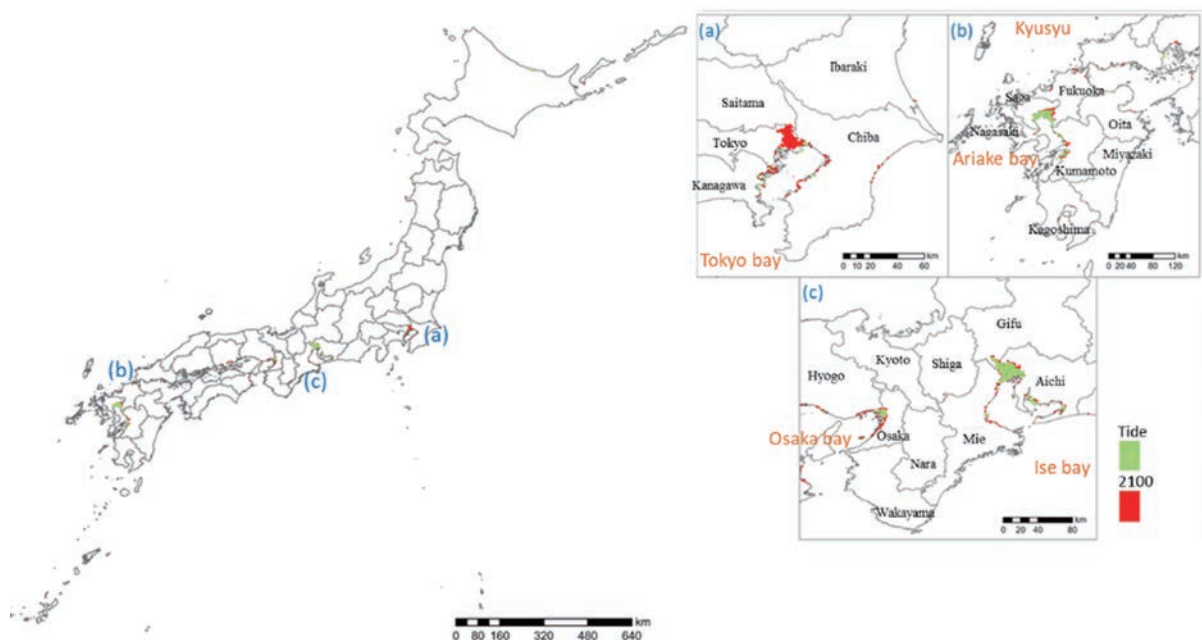 (a)
(b)
(c)
0 80 160 320 480 640
km
(a)
Ibaraki
Saitama
Tokyo
Chiba
Kanagawa
Tokyo bay
0 10 20 40 60
km
(b)
Kyusyu
Fukuoka
Saga
Oita
Nagasaki
Miyazaki
Ariake bay
Kumamoto
Kagoshima
0 20 40 80 120
km
(c)
Gifu
Kyoto
Shiga
Hyogo
Aichi
Osaka bay
Osaka
Mie
Ise bay
Nara
Wakayama
0 10 20 40 60 80
km
Tide
2100